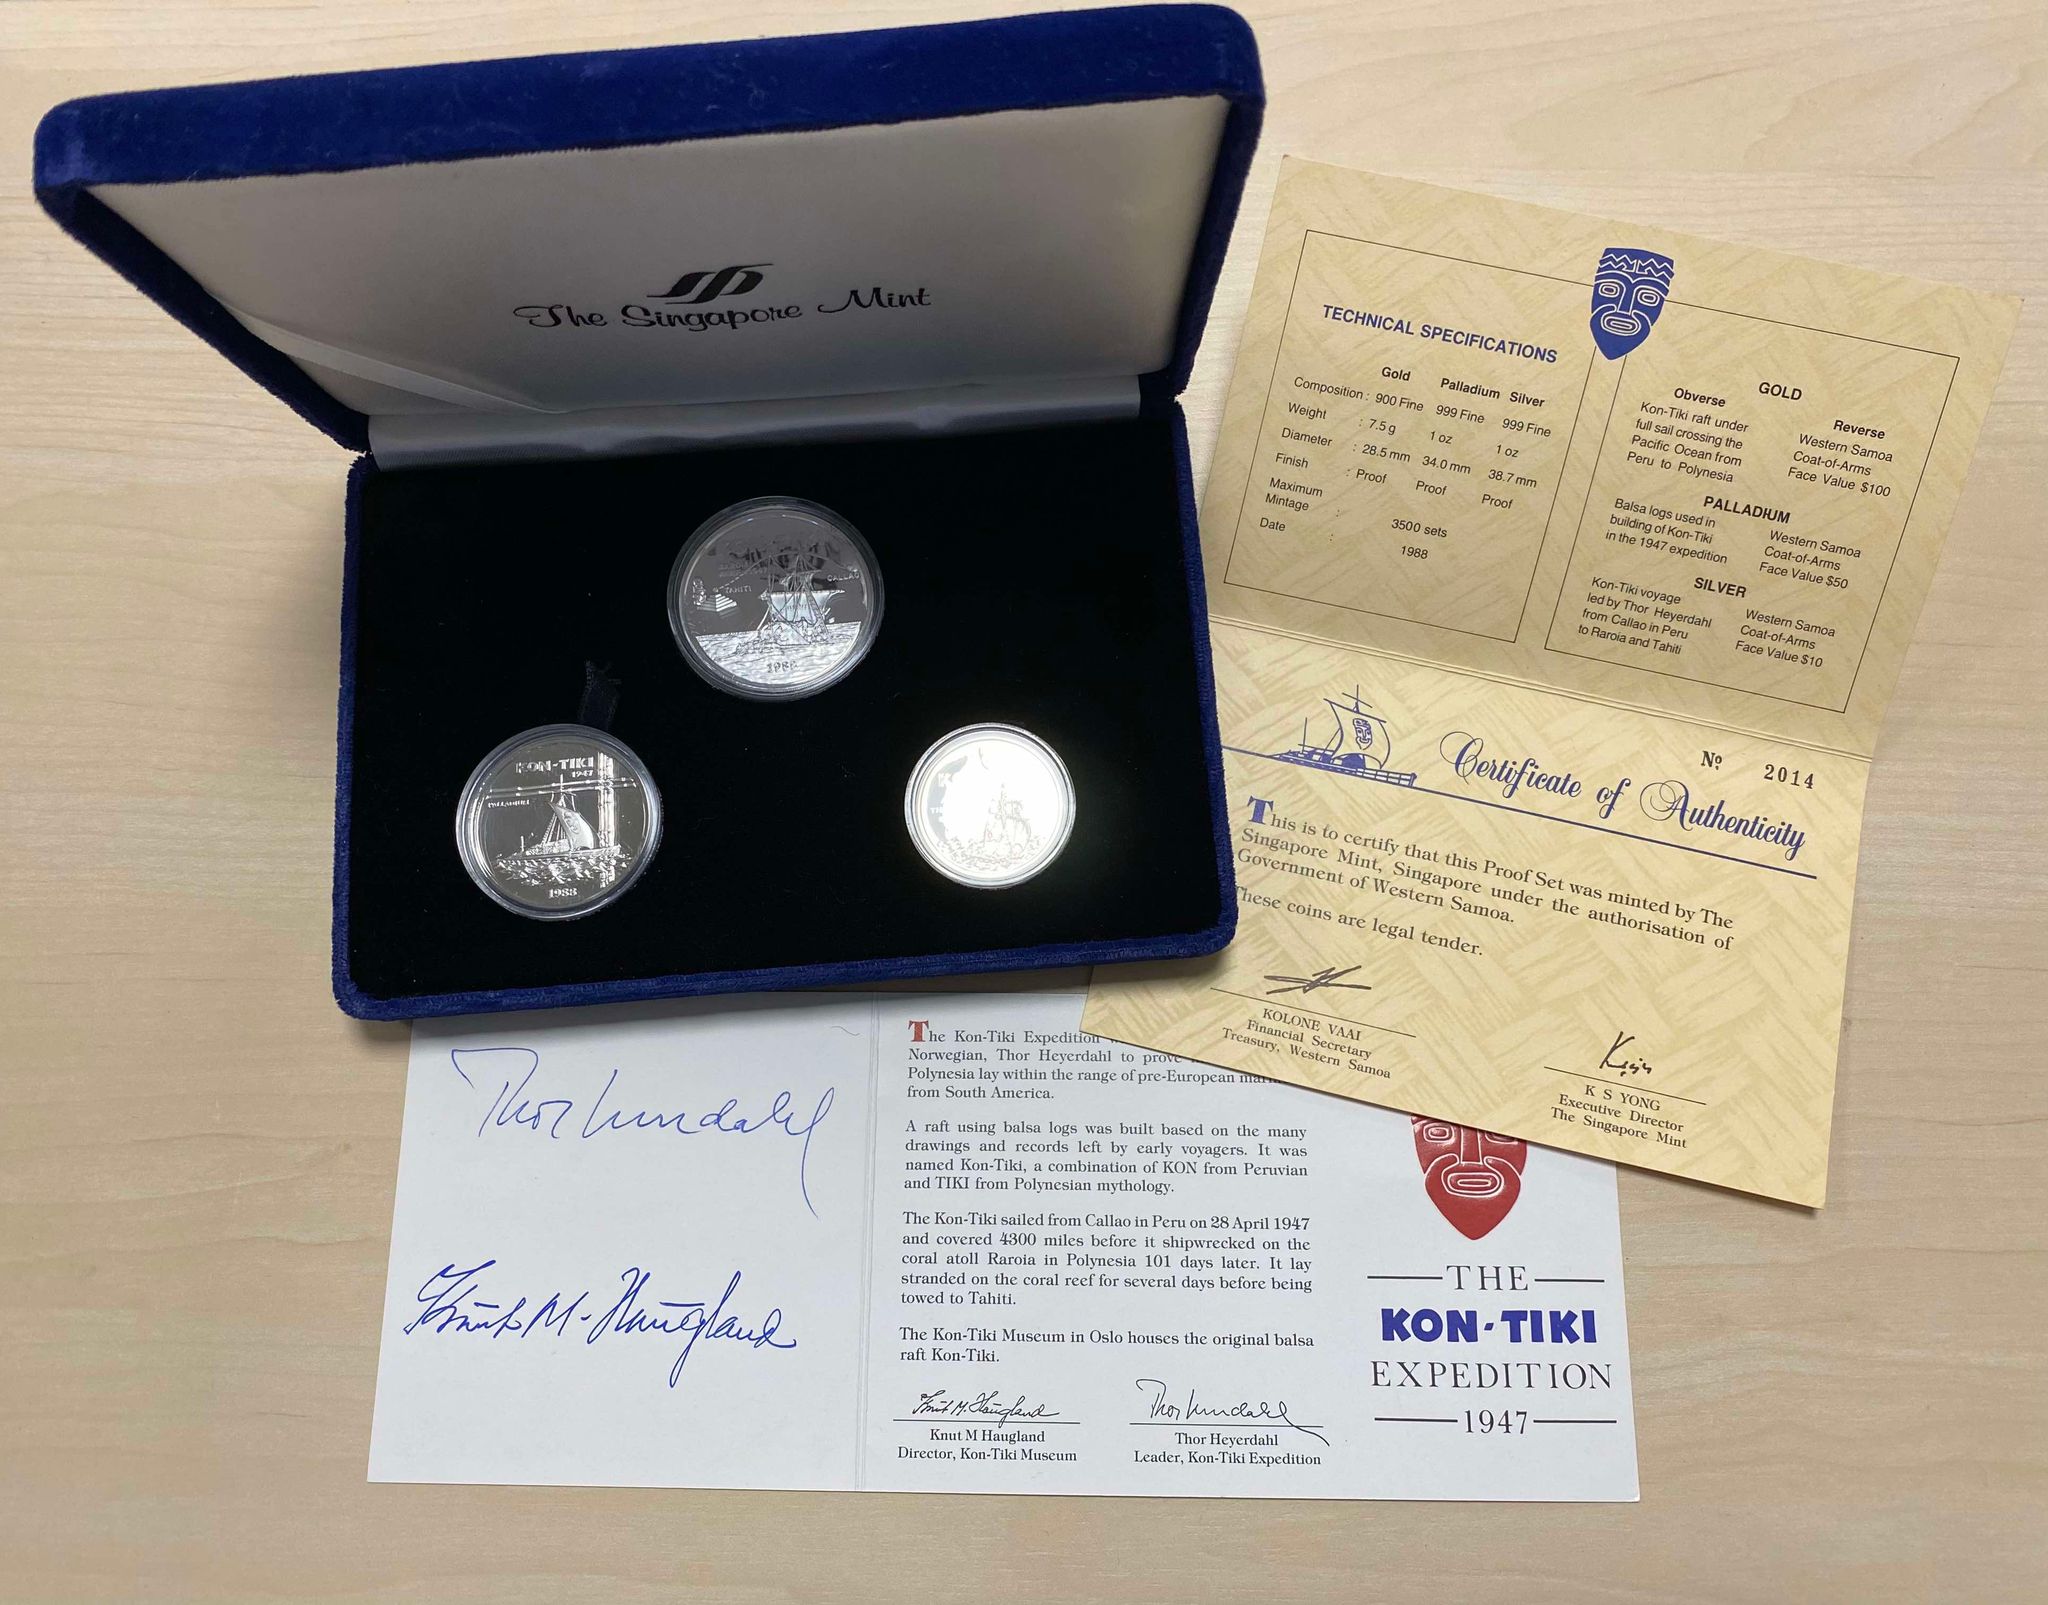 The Singapore Mint
CALLAO
TAHITI
1988
KON-TIKI
1947
PALLADIUM
1988
TECHNICAL SPECIFICATIONS
Gold Palladium Silver
Composition : 900 Fine 999 Fine 999 Fine
Weight : 7.5 g 1 oz 1 oz
Diameter : 28.5 mm 34.0 mm 38.7 mm
Finish : Proof Proof Proof
Maximum
Mintage : 3500 sets
Date : 1988
GOLD
Obverse Reverse
Kon-Tiki raft under
full sail crossing the
Pacific Ocean from
Peru to Polynesia
Western Samoa
Coat-of-Arms
Face Value $100
PALLADIUM
Balsa logs used in
building of Kon-Tiki
in the 1947 expedition
Western Samoa
Coat-of-Arms
Face Value $50
SILVER
Kon-Tiki voyage
led by Thor Heyerdahl
from Callao in Peru
to Raroia and Tahiti
Western Samoa
Coat-of-Arms
Face Value $10
Certificate of Authenticity
Nº 2014
This is to certify that this Proof Set was minted by The
Singapore Mint, Singapore under the authorisation of
Government of Western Samoa.
These coins are legal tender.
KOLONE VAAI
Financial Secretary
Treasury, Western Samoa
K S YONG
Executive Director
The Singapore Mint
Thor Heyerdahl
Knut M. Haugland
The Kon-Tiki Expedition
Norwegian, Thor Heyerdahl to prove
Polynesia lay within the range of pre-European
from South America.
A raft using balsa logs was built based on the many
drawings and records left by early voyagers. It was
named Kon-Tiki, a combination of KON from Peruvian
and TIKI from Polynesian mythology.
The Kon-Tiki sailed from Callao in Peru on 28 April 1947
and covered 4300 miles before it shipwrecked on the
coral atoll Raroia in Polynesia 101 days later. It lay
stranded on the coral reef for several days before being
towed to Tahiti.
The Kon-Tiki Museum in Oslo houses the original balsa
raft Kon-Tiki.
Knut M. Haugland
Knut M Haugland
Director, Kon-Tiki Museum
Thor Heyerdahl
Thor Heyerdahl
Leader, Kon-Tiki Expedition
THE
KON-TIKI
EXPEDITION
1947